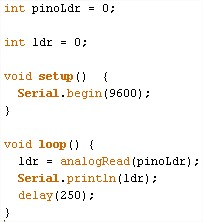 int pinoLdr = 0;
int ldr = 0;
void setup()  {
  Serial.begin(9600);
}
void loop() {
  ldr = analogRead(pinoLdr);
  Serial.println(ldr);
  delay(250);
}